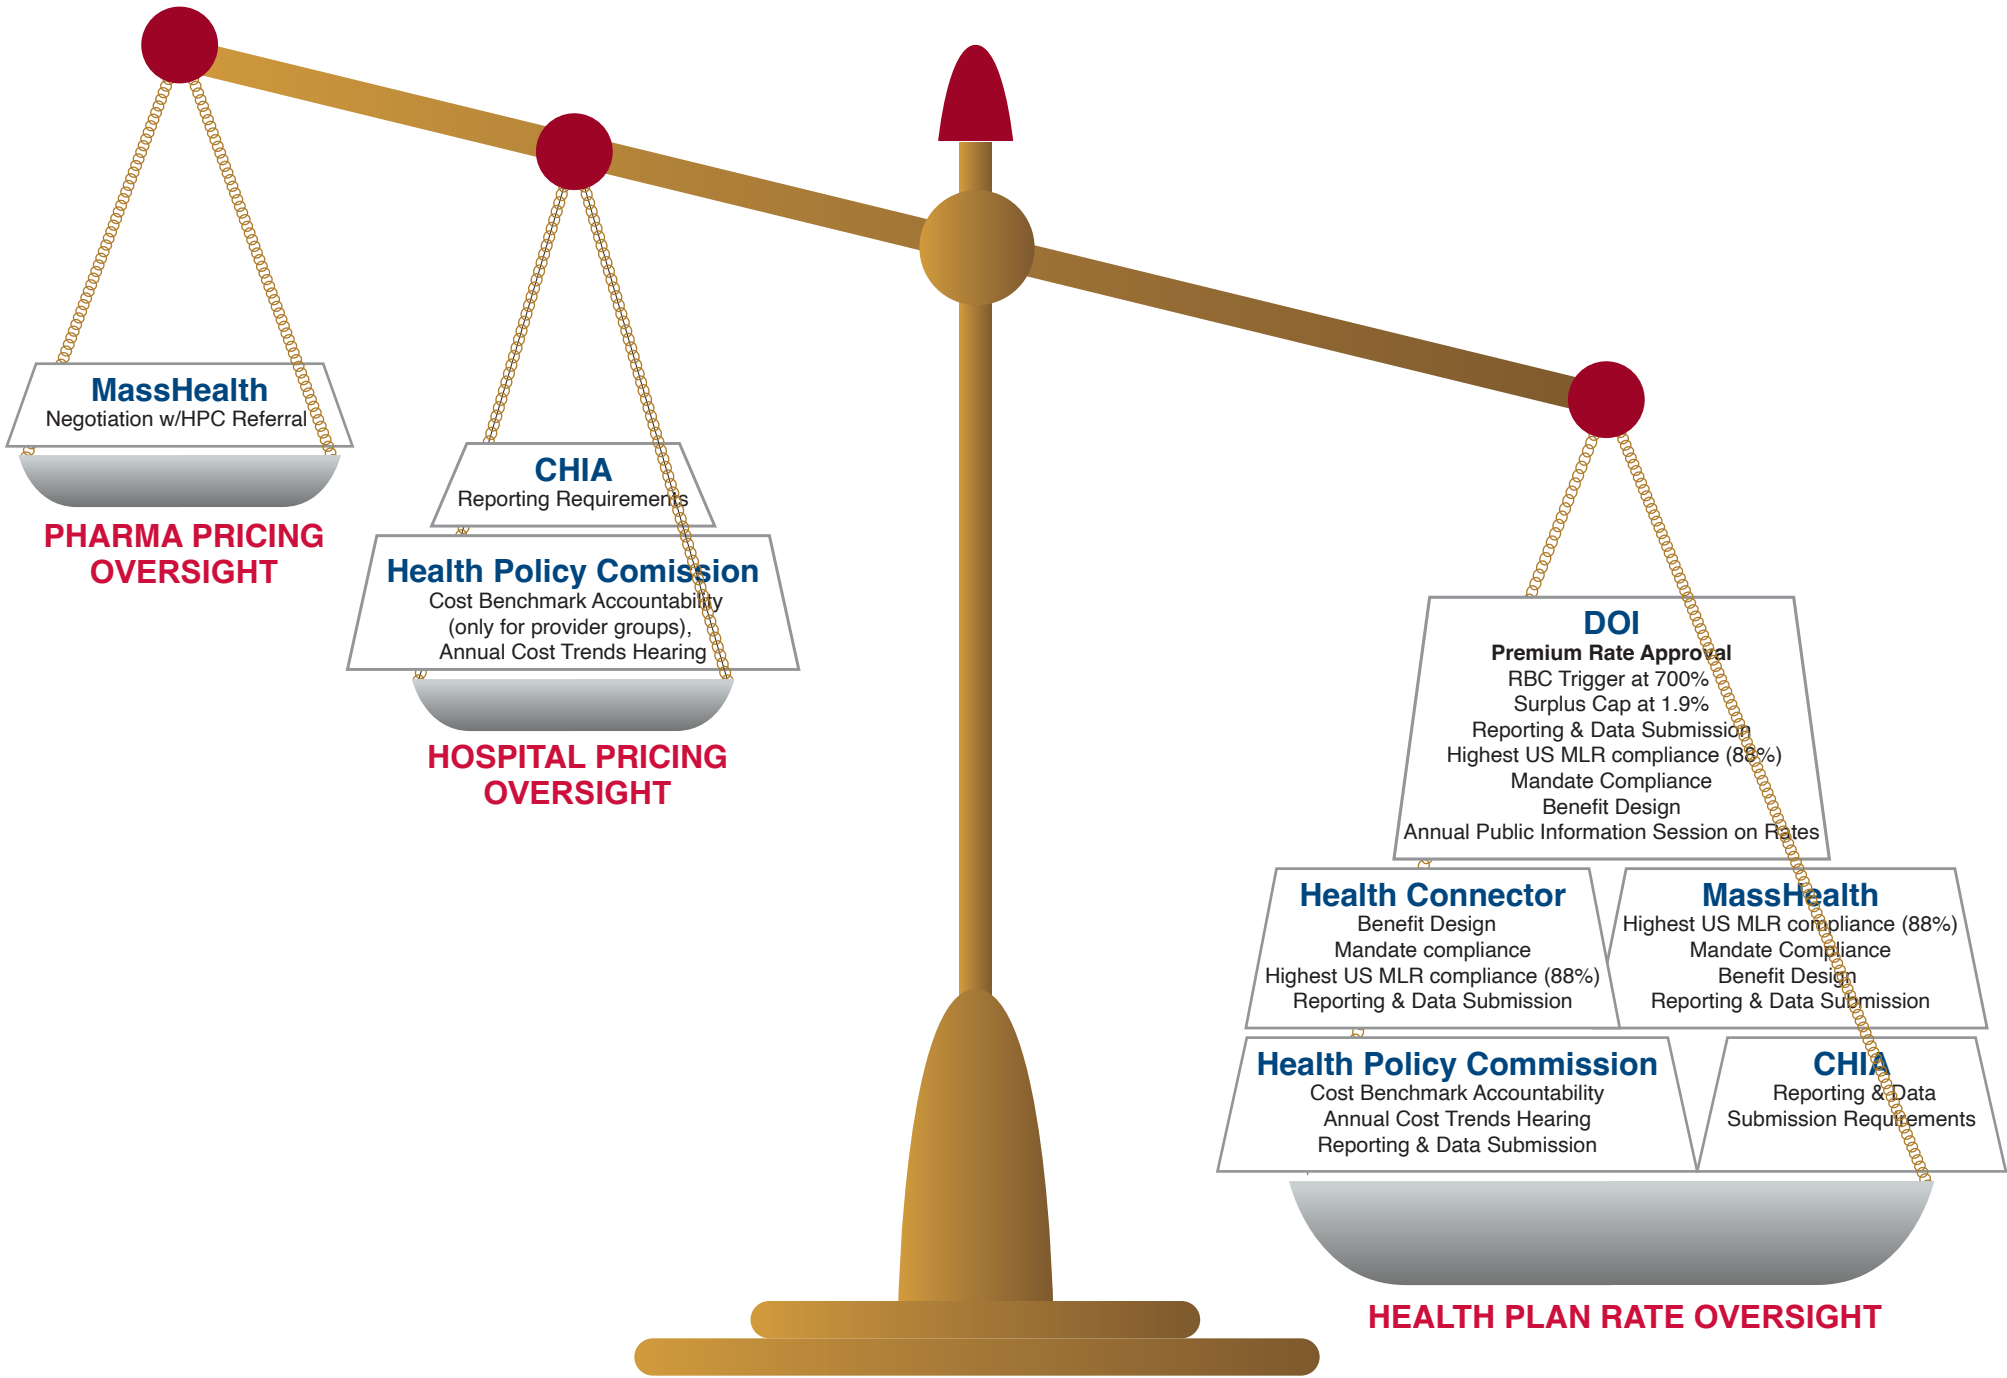 MassHealth
Negotiation w/HPC Referral
PHARMA PRICING
OVERSIGHT
CHIA
Reporting Requirements
Health Policy Comission
Cost Benchmark Accountability
(only for provider groups),
Annual Cost Trends Hearing
HOSPITAL PRICING
OVERSIGHT
DOI
Premium Rate Approval
RBC Trigger at 700%
Surplus Cap at 1.9%
Reporting & Data Submission
Highest US MLR compliance (88%)
Mandate Compliance
Benefit Design
Annual Public Information Session on Rates
Health Connector
Benefit Design
Mandate compliance
Highest US MLR compliance (88%)
Reporting & Data Submission
MassHealth
Highest US MLR compliance (88%)
Mandate Compliance
Benefit Design
Reporting & Data Submission
Health Policy Commission
Cost Benchmark Accountability
Annual Cost Trends Hearing
Reporting & Data Submission
CHIA
Reporting & Data
Submission Requirements
HEALTH PLAN RATE OVERSIGHT